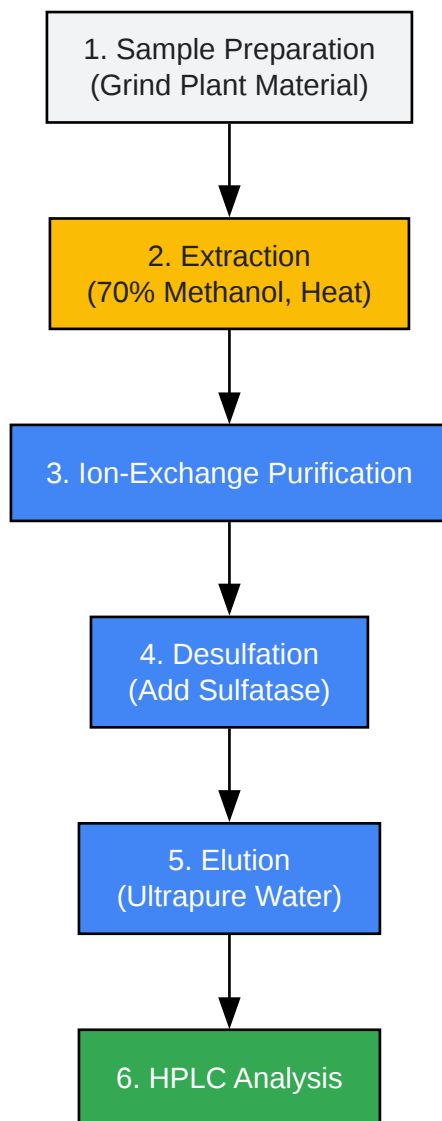 1. Sample Preparation
(Grind Plant Material)
2. Extraction
(70% Methanol, Heat)
3. Ion-Exchange Purification
4. Desulfation
(Add Sulfatase)
5. Elution
(Ultrapure Water)
6. HPLC Analysis